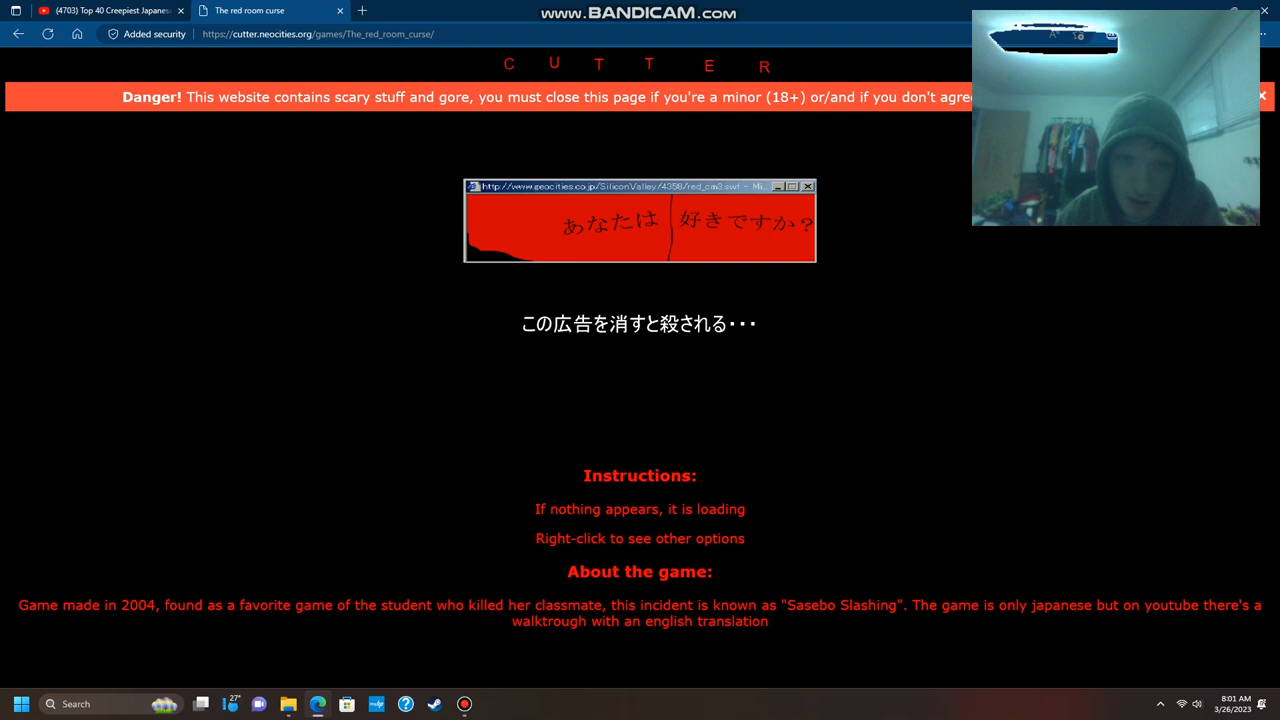 (4703) Top 40 Creepiest Japanes
The red room curse
www.BANDICAM.com
Added security
https://cutter.neocities.org/games/The_red_room_curse/
C U T T E R
Danger! This website contains scary stuff and gore, you must close this page if you're a minor (18+) or/and if you don't agre
http://www.geocities.co.jp/SiliconValley/4358/red_cm3.swf - Mi...
あなたは 好きですか?
この広告を消すと殺される・・・
Instructions:
If nothing appears, it is loading
Right-click to see other options
About the game:
Game made in 2004, found as a favorite game of the student who killed her classmate, this incident is known as "Sasebo Slashing". The game is only japanese but on youtube there's a
walktrough with an english translation
Search
27°
8:01 AM
3/26/2023